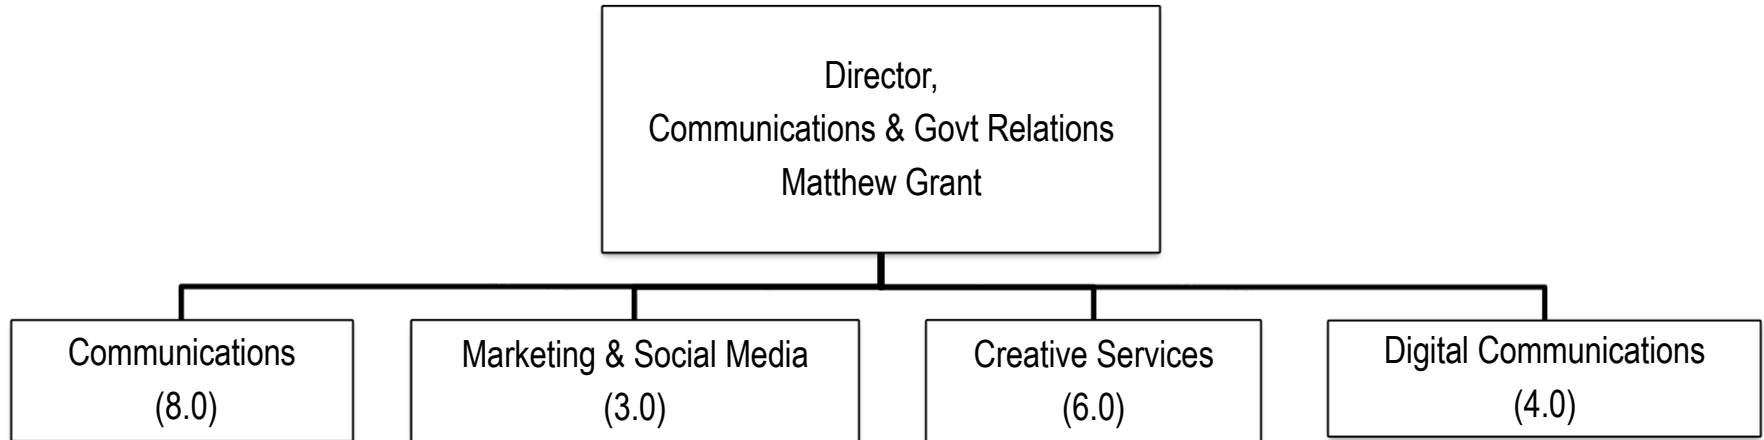 Director,
Communications & Govt Relations
Matthew Grant
Communications
(8.0)
Marketing & Social Media
(3.0)
Creative Services
(6.0)
Digital Communications
(4.0)